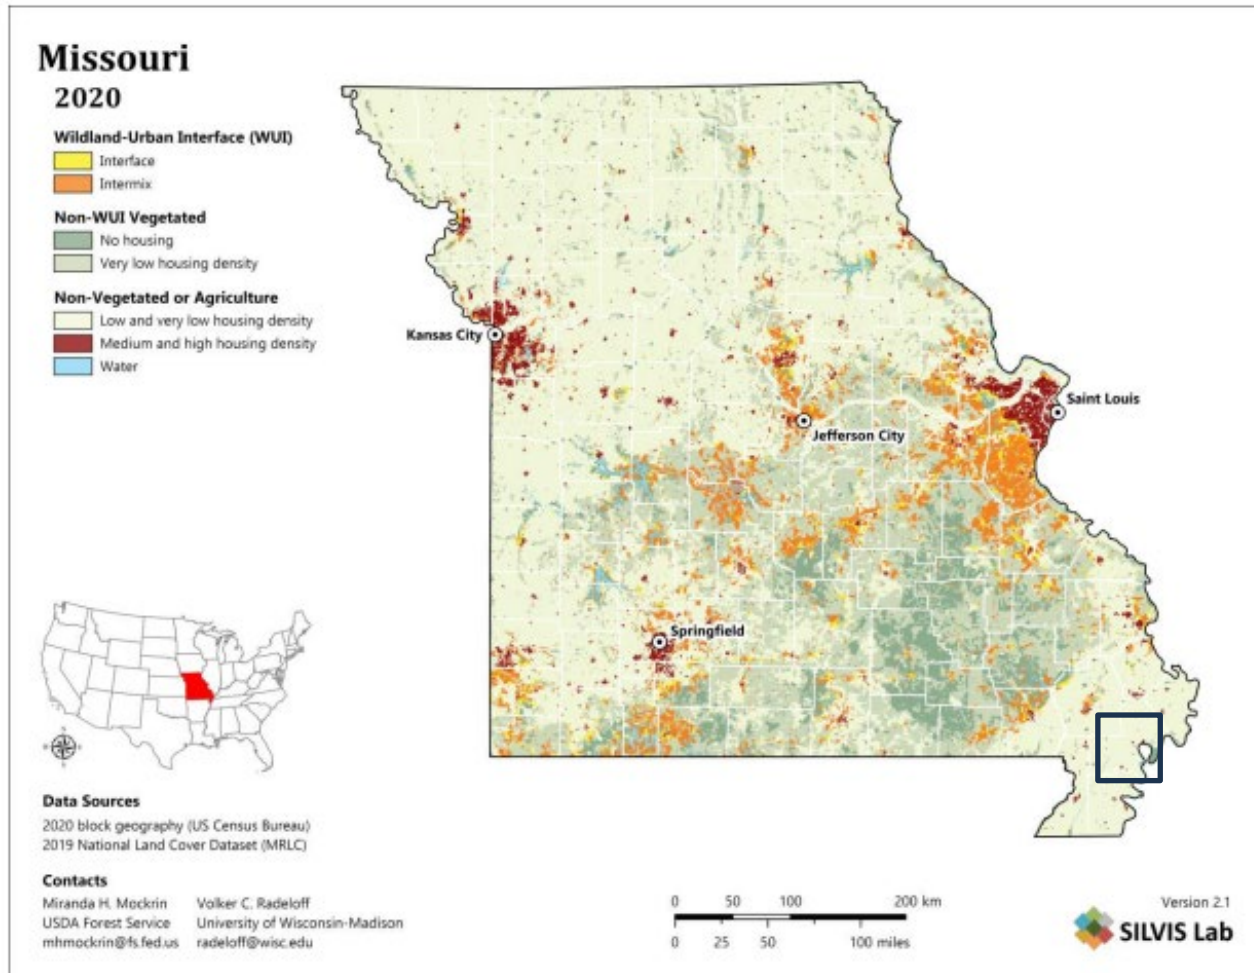 Missouri
2020
Wildland-Urban Interface (WUI)
Interface
Intermix
Non-WUI Vegetated
No housing
Very low housing density
Non-Vegetated or Agriculture
Low and very low housing density
Medium and high housing density
Water
Kansas City
Saint Louis
Jefferson City
Springfield
Data Sources
2020 block geography (US Census Bureau)
2019 National Land Cover Dataset (MRLC)
Contacts
Miranda H. Mockrin Volker C. Radeloff
USDA Forest Service University of Wisconsin-Madison
mhmockrin@fs.fed.us radeloff@wisc.edu
0 50 100 200 km
0 25 50 100 miles
Version 2.1
SILVIS Lab